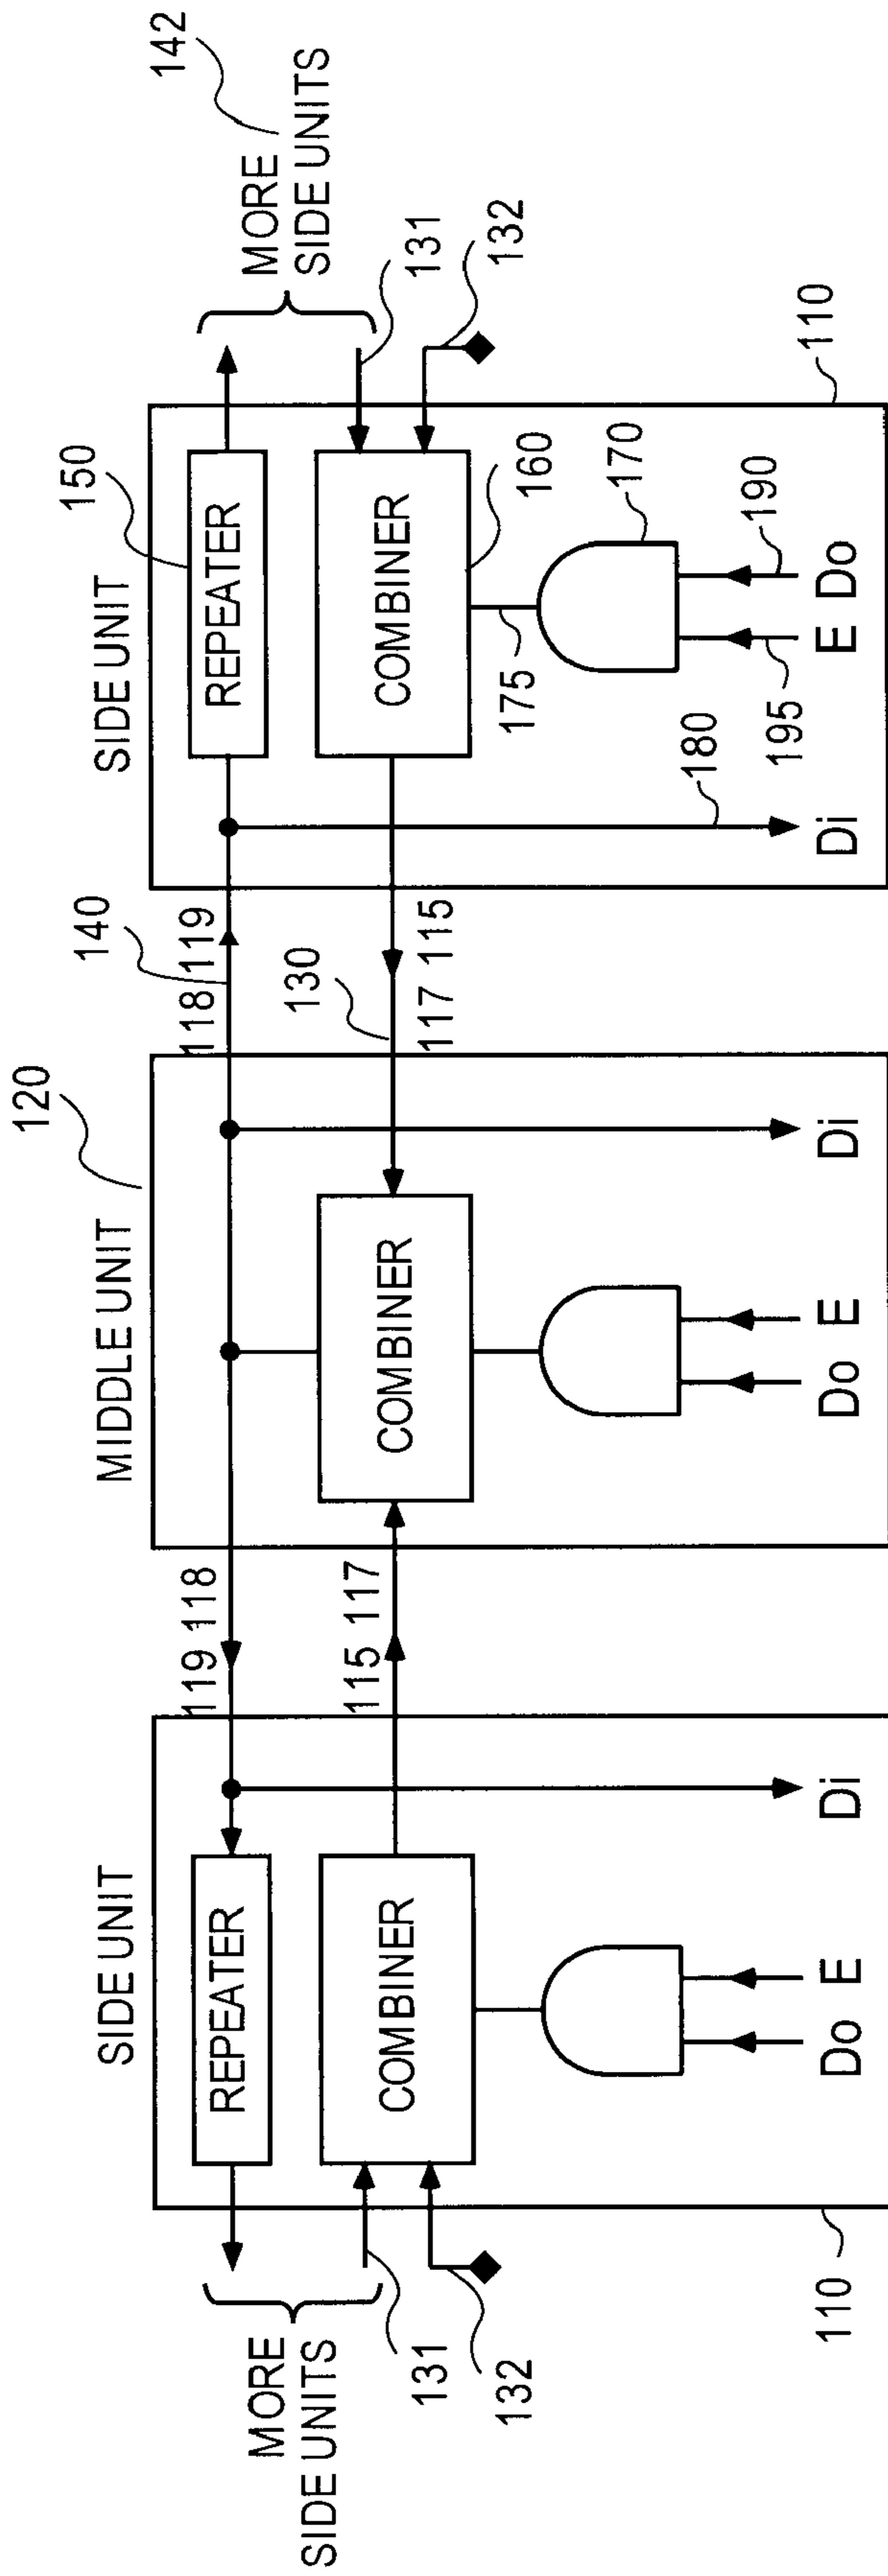 120
140
150
142
SIDE UNIT
MIDDLE UNIT
SIDE UNIT
MORE
SIDE UNITS
REPEATER
119 118
118 119
REPEATER
MORE
SIDE UNITS
131
132
COMBINER
115 117
COMBINER
130
117 115
COMBINER
131
132
160
175
170
180
195
190
Do E
Di
Do E
Di
Di
E Do
110
110